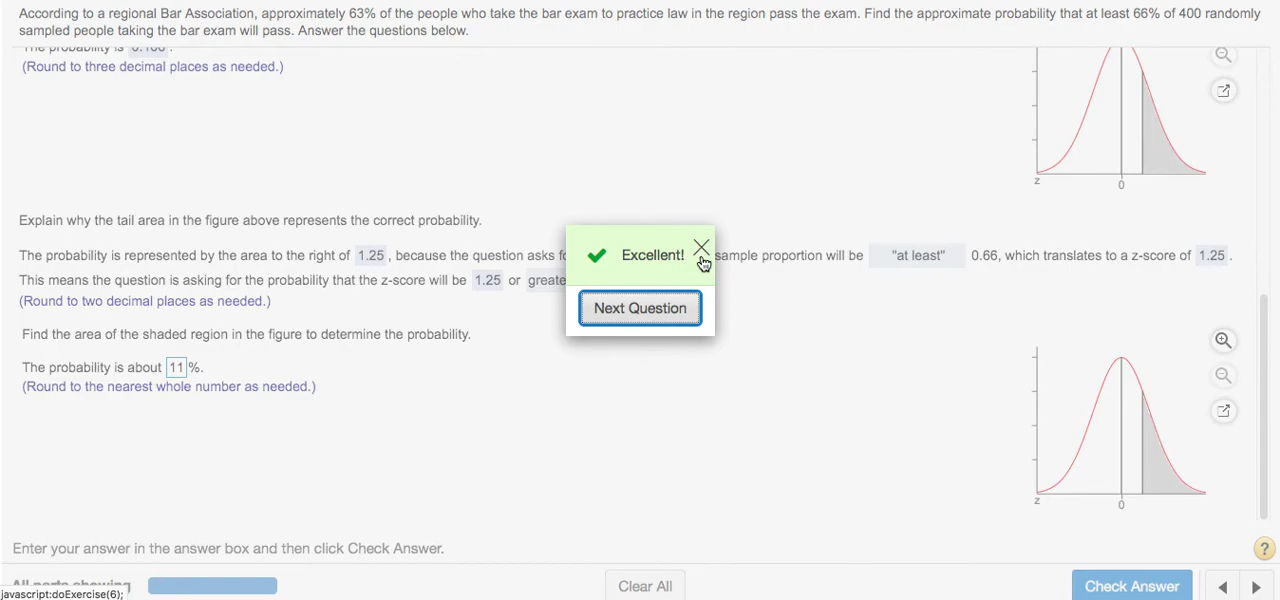 According to a regional Bar Association, approximately 63% of the people who take the bar exam to practice law in the region pass the exam. Find the approximate probability that at least 66% of 400 randomly
sampled people taking the bar exam will pass. Answer the questions below.
The probability is 0.106 .
(Round to three decimal places as needed.)
z
0
Explain why the tail area in the figure above represents the correct probability.
The probability is represented by the area to the right of 1.25 , because the question asks Excellent! sample proportion will be "at least" 0.66, which translates to a z-score of 1.25 .
This means the question is asking for the probability that the z-score will be 1.25 or
Next Question
(Round to two decimal places as needed.)
Find the area of the shaded region in the figure to determine the probability.
The probability is about 11 %.
(Round to the nearest whole number as needed.)
z
0
Enter your answer in the answer box and then click Check Answer.
?
All parts showing
Clear All
Check Answer
javascript:doExercise(6);